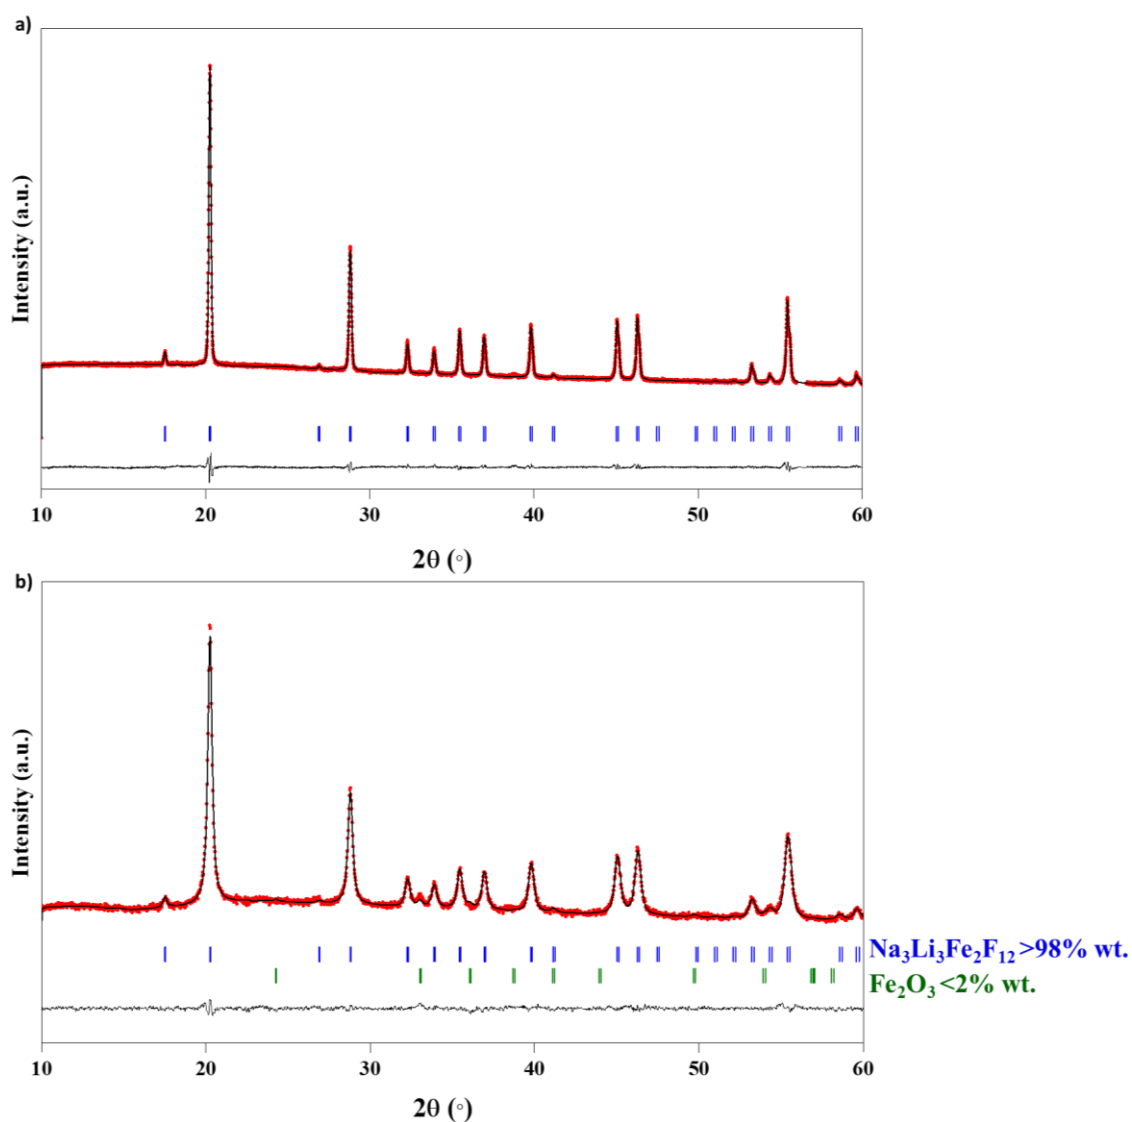 a)
Intensity (a.u.)
10 20 30 40 50 60
2θ (°)
b)
Intensity (a.u.)
Na₃Li₃Fe₂F₁₂ >98% wt.
Fe₂O₃ <2% wt.
10 20 30 40 50 60
2θ (°)